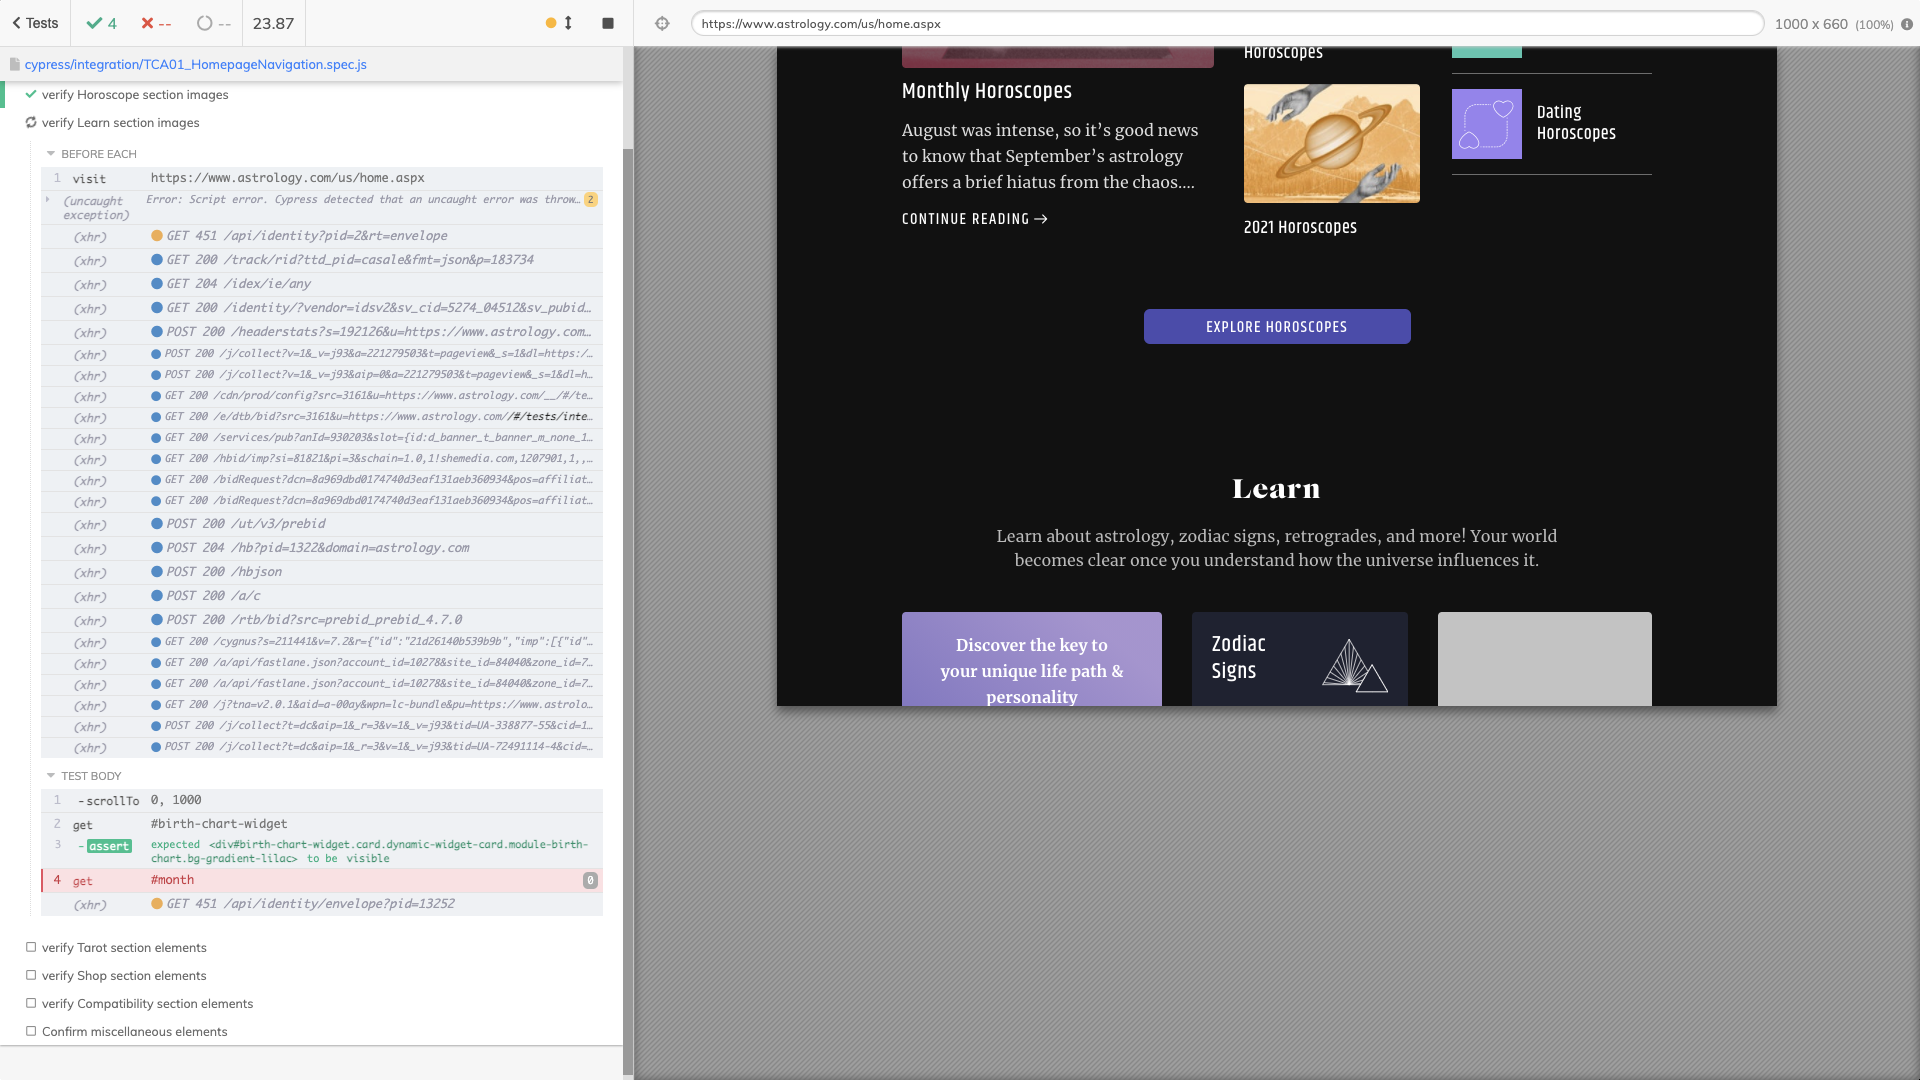 Tests
4
--
--
23.87
https://www.astrology.com/us/home.aspx
1000 x 660 (100%)
cypress/integration/TCA01_HomepageNavigation.spec.js
verify Horoscope section images
verify Learn section images
BEFORE EACH
1 visit https://www.astrology.com/us/home.aspx
(uncaught exception) Error: Script error. Cypress detected that an uncaught error was throw… 2
(xhr) GET 451 /api/identity?pid=2&rt=envelope
(xhr) GET 200 /track/rid?ttd_pid=casale&fmt=json&p=183734
(xhr) GET 204 /idex/ie/any
(xhr) GET 200 /identity/?vendor=idsv2&sv_cid=5274_04512&sv_pubid…
(xhr) POST 200 /headerstats?s=192126&u=https://www.astrology.com…
(xhr) POST 200 /j/collect?v=1&_v=j93&a=221279503&t=pageview&_s=1&dl=https:/…
(xhr) POST 200 /j/collect?v=1&_v=j93&aip=0&a=221279503&t=pageview&_s=1&dl=h…
(xhr) GET 200 /cdn/prod/config?src=3161&u=https://www.astrology.com/__/#/te…
(xhr) GET 200 /e/dtb/bid?src=3161&u=https://www.astrology.com//#/tests/inte…
(xhr) GET 200 /services/pub?anId=930203&slot={id:d_banner_t_banner_m_none_1…
(xhr) GET 200 /hbid/imp?si=81821&pi=3&schain=1.0,1!shemedia.com,1207901,1,,…
(xhr) GET 200 /bidRequest?dcn=8a969dbd0174740d3eaf131aeb360934&pos=affiliat…
(xhr) GET 200 /bidRequest?dcn=8a969dbd0174740d3eaf131aeb360934&pos=affiliat…
(xhr) POST 200 /ut/v3/prebid
(xhr) POST 204 /hb?pid=1322&domain=astrology.com
(xhr) POST 200 /hbjson
(xhr) POST 200 /a/c
(xhr) POST 200 /rtb/bid?src=prebid_prebid_4.7.0
(xhr) GET 200 /cygnus?s=211441&v=7.2&r={"id":"21d26140b539b9b","imp":[{"id"…
(xhr) GET 200 /a/api/fastlane.json?account_id=10278&site_id=84040&zone_id=7…
(xhr) GET 200 /a/api/fastlane.json?account_id=10278&site_id=84040&zone_id=7…
(xhr) GET 200 /j?tna=v2.0.1&aid=a-00ay&wpn=lc-bundle&pu=https://www.astrolo…
(xhr) POST 200 /j/collect?t=dc&aip=1&_r=3&v=1&_v=j93&tid=UA-338877-55&cid=1…
(xhr) POST 200 /j/collect?t=dc&aip=1&_r=3&v=1&_v=j93&tid=UA-72491114-4&cid=…
TEST BODY
1 -scrollTo 0, 1000
2 get #birth-chart-widget
3 -assert expected <div#birth-chart-widget.card.dynamic-widget-card.module-birth-
chart.bg-gradient-lilac> to be visible
4 get #month 0
(xhr) GET 451 /api/identity/envelope?pid=13252
verify Tarot section elements
verify Shop section elements
verify Compatibility section elements
Confirm miscellaneous elements
Monthly Horoscopes
August was intense, so it’s good news
to know that September’s astrology
offers a brief hiatus from the chaos....
CONTINUE READING
Horoscopes
2021 Horoscopes
Dating
Horoscopes
EXPLORE HOROSCOPES
Learn
Learn about astrology, zodiac signs, retrogrades, and more! Your world
becomes clear once you understand how the universe influences it.
Discover the key to
your unique life path &
personality
Zodiac
Signs